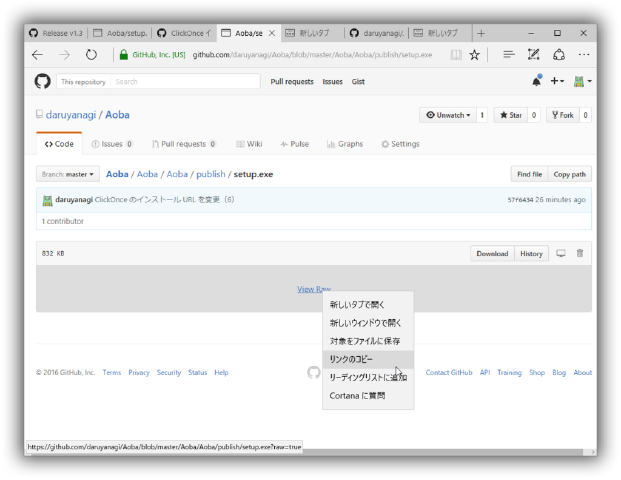 Release v1.3
Aoba/setup.
ClickOnce イ
Aoba/se
新しいタブ
daruyanagi/.
新しいタブ
GitHub, Inc. [US] github.com/daruyanagi/Aoba/blob/master/Aoba/Aoba/publish/setup.exe
This repository Search
Pull requests Issues Gist
daruyanagi / Aoba
Unwatch 1 Star 0 Fork 0
Code Issues 0 Pull requests 0 Wiki Pulse Graphs Settings
Branch: master Aoba / Aoba / Aoba / publish / setup.exe Find file Copy path
daruyanagi ClickOnce のインストール URL を変更 (6) 57f6434 26 minutes ago
1 contributor
832 KB Download History
View Raw
新しいタブで開く
新しいウィンドウで開く
対象をファイルに保存
リンクのコピー
リーディングリストに追加
Cortana に質問
© 2016 GitHub, Inc. Terms Privacy Security Status Help Contact GitHub API Training Shop Blog About
https://github.com/daruyanagi/Aoba/blob/master/Aoba/Aoba/publish/setup.exe?raw=true